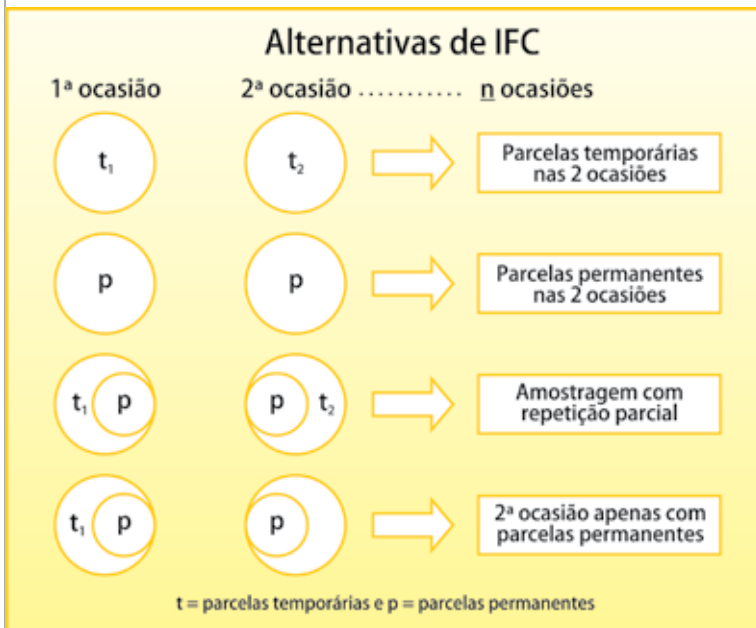 Alternativas de IFC
1ª ocasião 2ª ocasião ........... n ocasiões
t₁ t₂ Parcelas temporárias
nas 2 ocasiões
p p Parcelas permanentes
nas 2 ocasiões
t₁ p p t₂ Amostragem com
repetição parcial
t₁ p p 2ª ocasião apenas com
parcelas permanentes
t = parcelas temporárias e p = parcelas permanentes